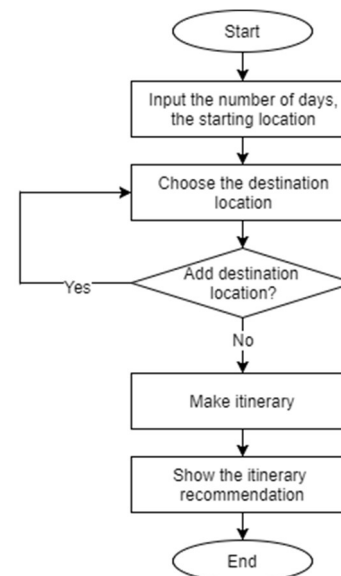 Start
Input the number of days,
the starting location
Choose the destination
location
Add destination
location?
Yes
No
Make itinerary
Show the itinerary
recommendation
End